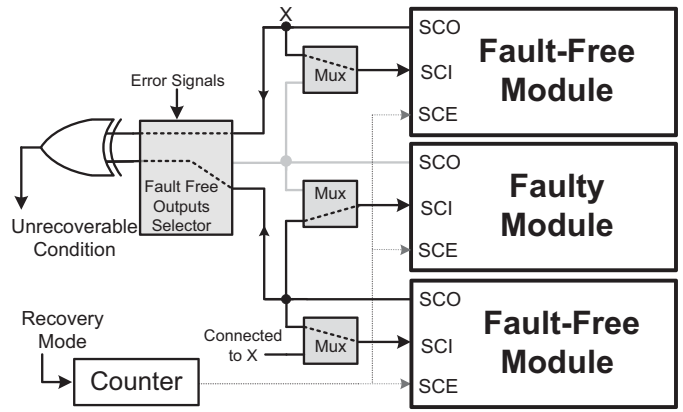 X
SCO
Fault-Free
Module
SCI
SCE
Mux
Error Signals
Fault Free
Outputs
Selector
Unrecoverable
Condition
SCO
Faulty
Module
SCI
SCE
Mux
SCO
Fault-Free
Module
SCI
SCE
Mux
Connected
to X
Recovery
Mode
Counter